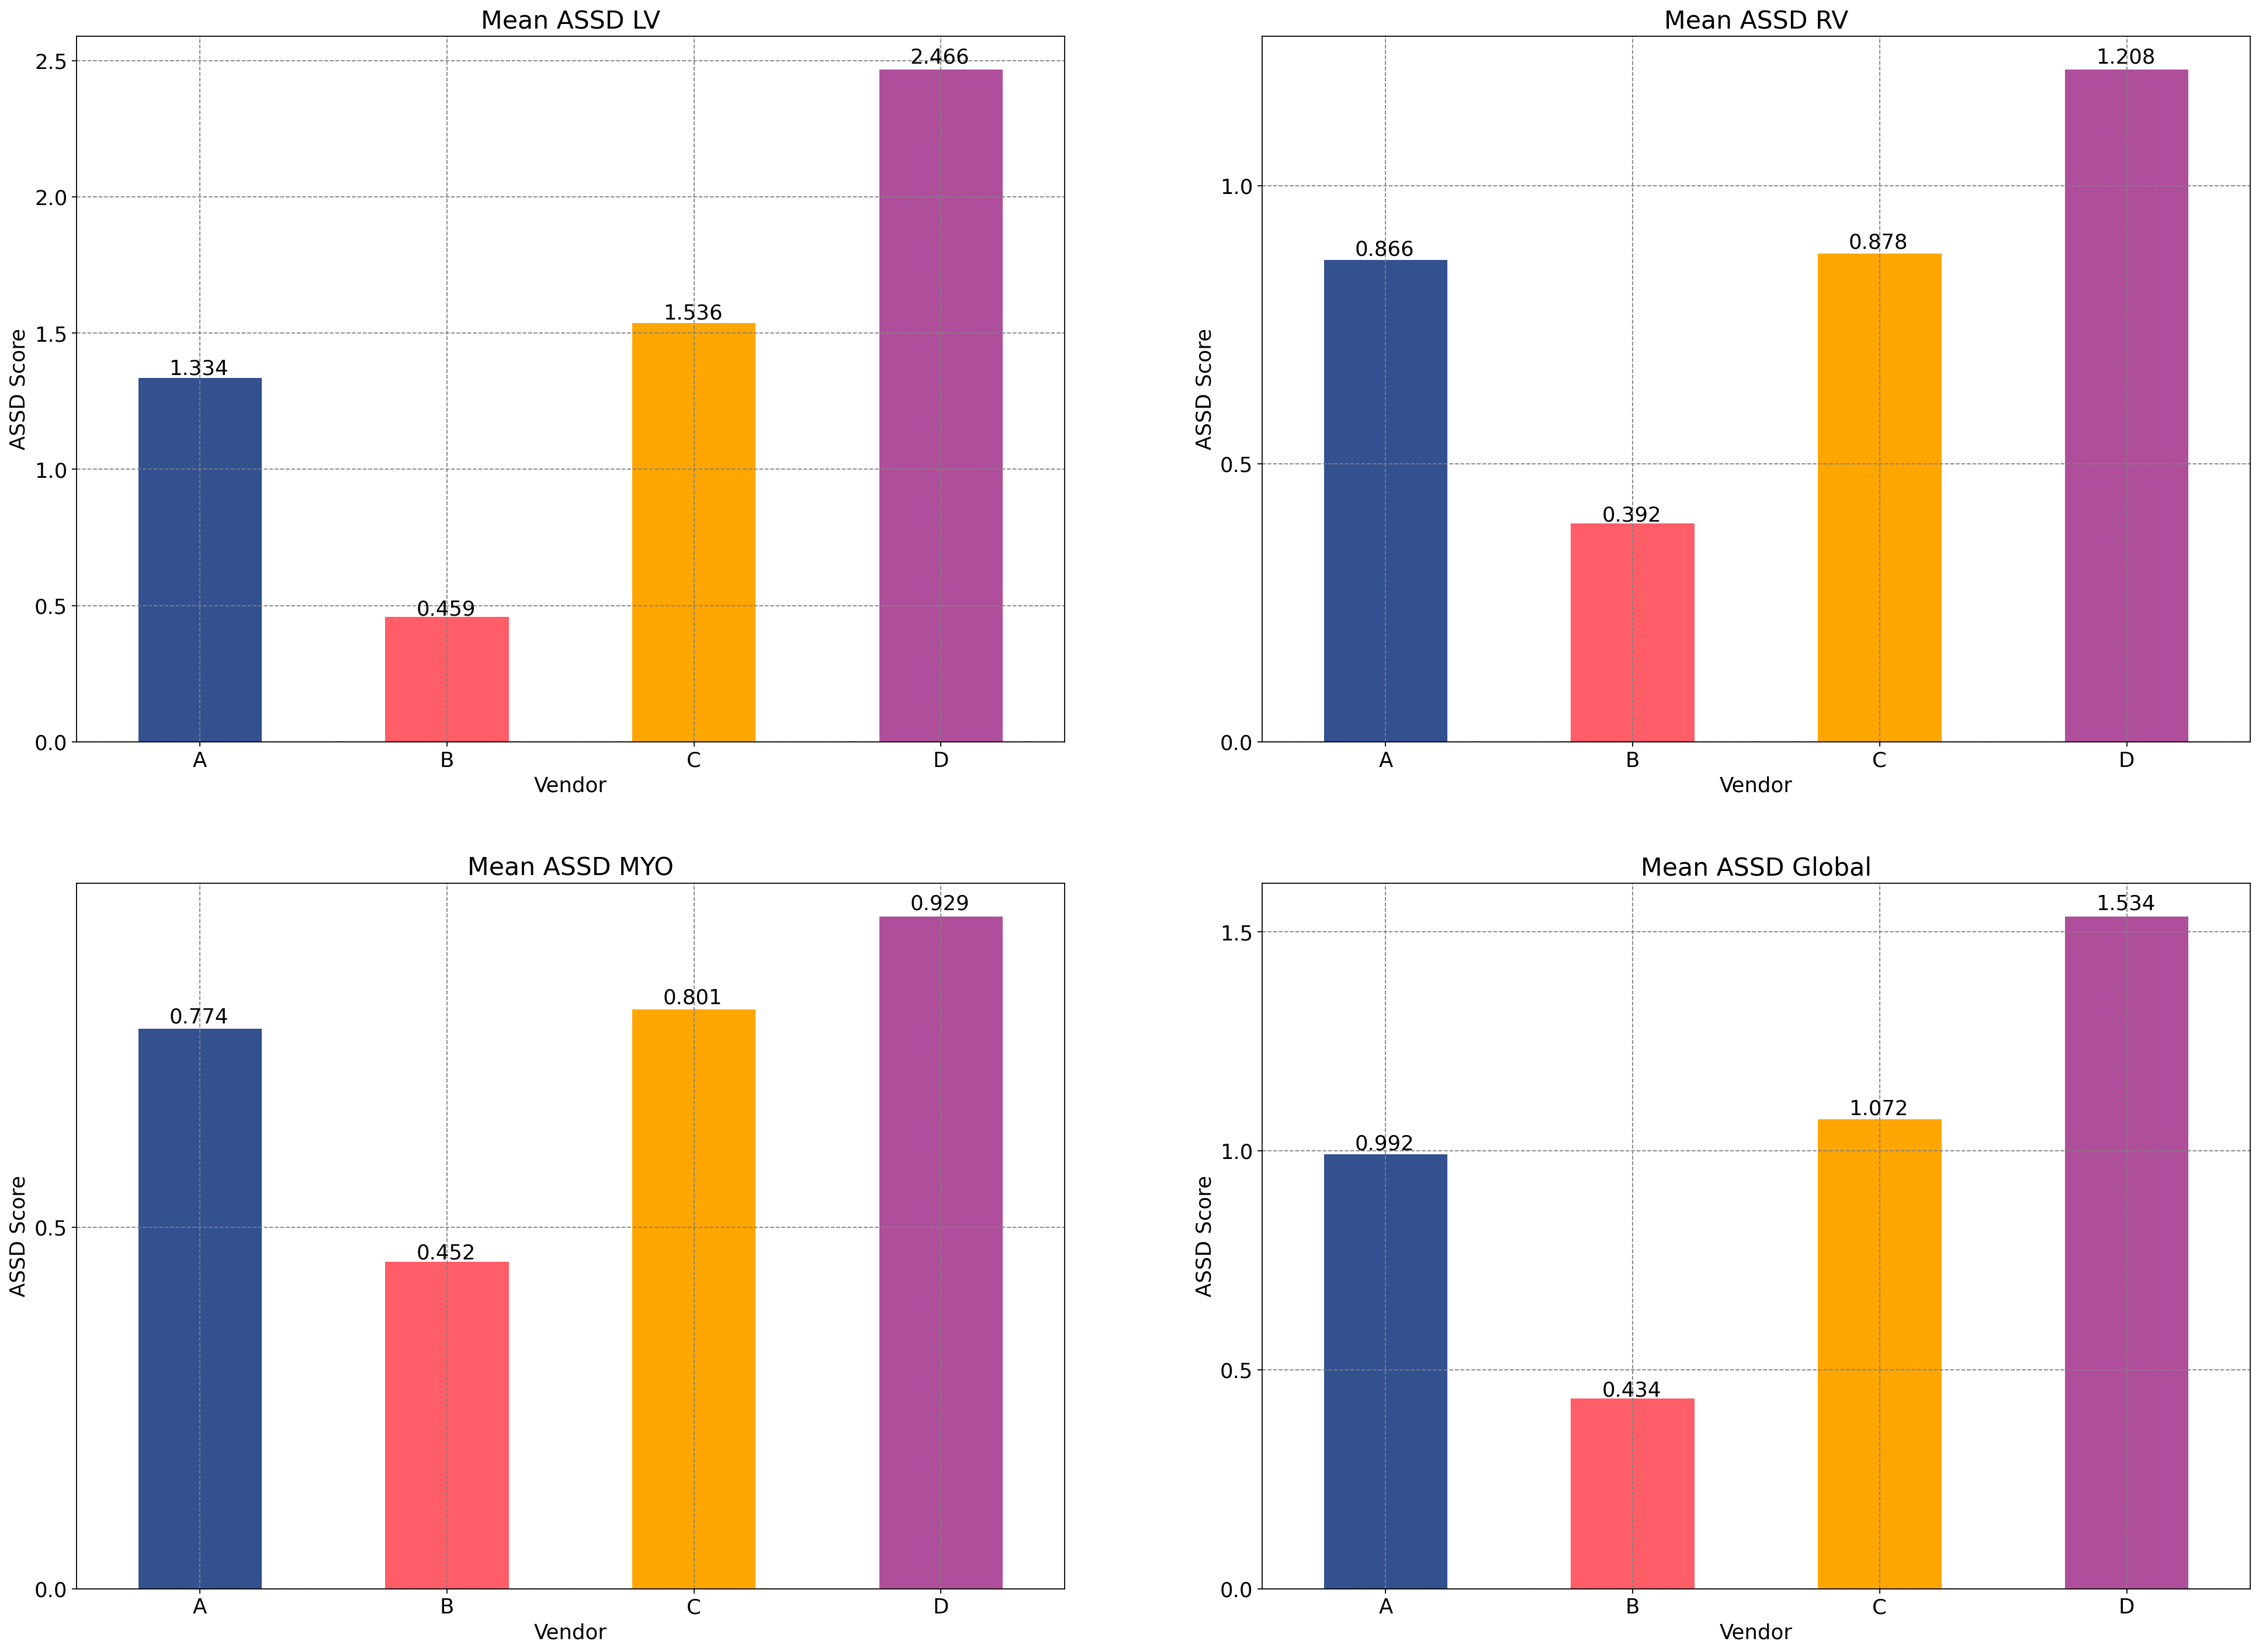 Mean ASSD LV
2.5
2.0
1.5
1.0
0.5
0.0
ASSD Score
1.334
0.459
1.536
2.466
A B C D
Vendor
Mean ASSD RV
1.0
0.5
0.0
ASSD Score
0.866
0.392
0.878
1.208
A B C D
Vendor
Mean ASSD MYO
0.5
0.0
ASSD Score
0.774
0.452
0.801
0.929
A B C D
Vendor
Mean ASSD Global
1.5
1.0
0.5
0.0
ASSD Score
0.992
0.434
1.072
1.534
A B C D
Vendor